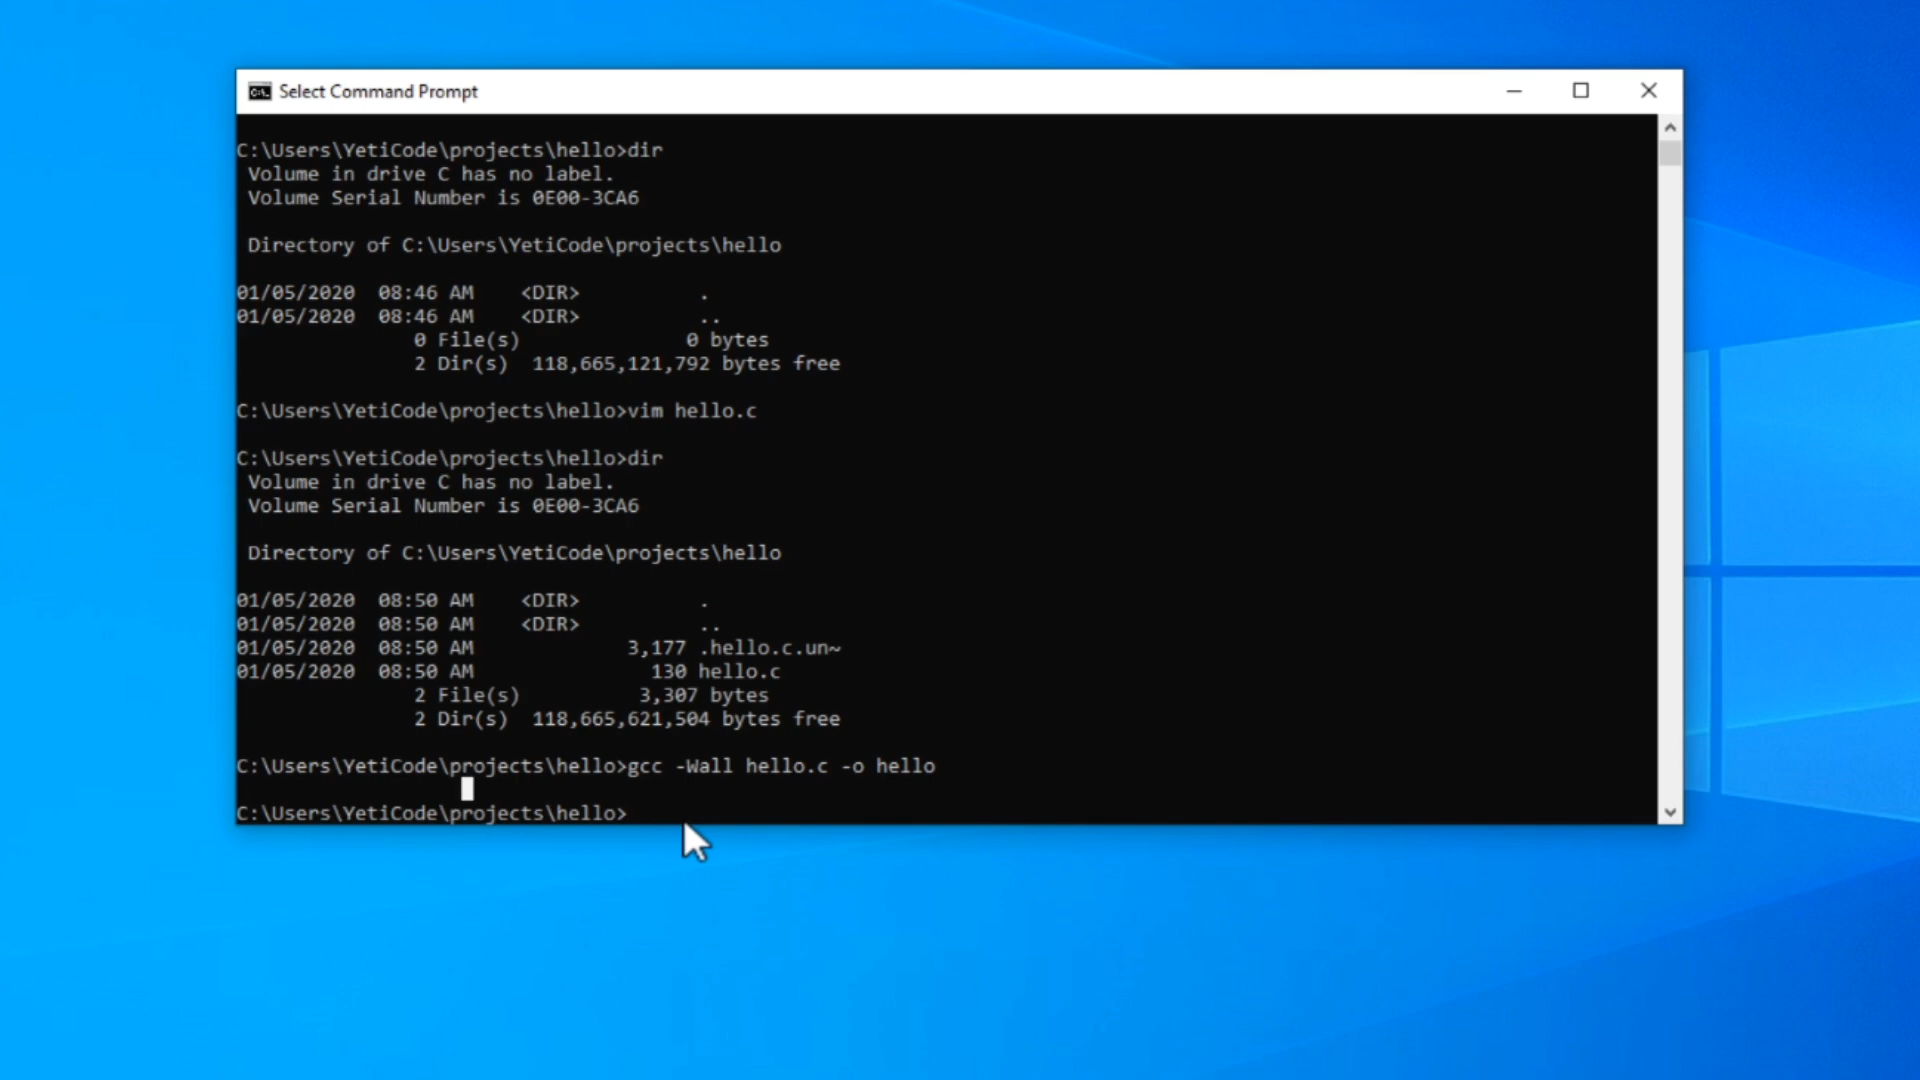 Select Command Prompt
C:\Users\YetiCode\projects\hello>dir
Volume in drive C has no label.
Volume Serial Number is 0E00-3CA6
Directory of C:\Users\YetiCode\projects\hello
01/05/2020  08:46 AM    <DIR>          .
01/05/2020  08:46 AM    <DIR>          ..
0 File(s)              0 bytes
2 Dir(s)  118,665,121,792 bytes free
C:\Users\YetiCode\projects\hello>vim hello.c
C:\Users\YetiCode\projects\hello>dir
Volume in drive C has no label.
Volume Serial Number is 0E00-3CA6
Directory of C:\Users\YetiCode\projects\hello
01/05/2020  08:50 AM    <DIR>          .
01/05/2020  08:50 AM    <DIR>          ..
01/05/2020  08:50 AM             3,177 .hello.c.un~
01/05/2020  08:50 AM               130 hello.c
2 File(s)          3,307 bytes
2 Dir(s)  118,665,621,504 bytes free
C:\Users\YetiCode\projects\hello>gcc -Wall hello.c -o hello
C:\Users\YetiCode\projects\hello>